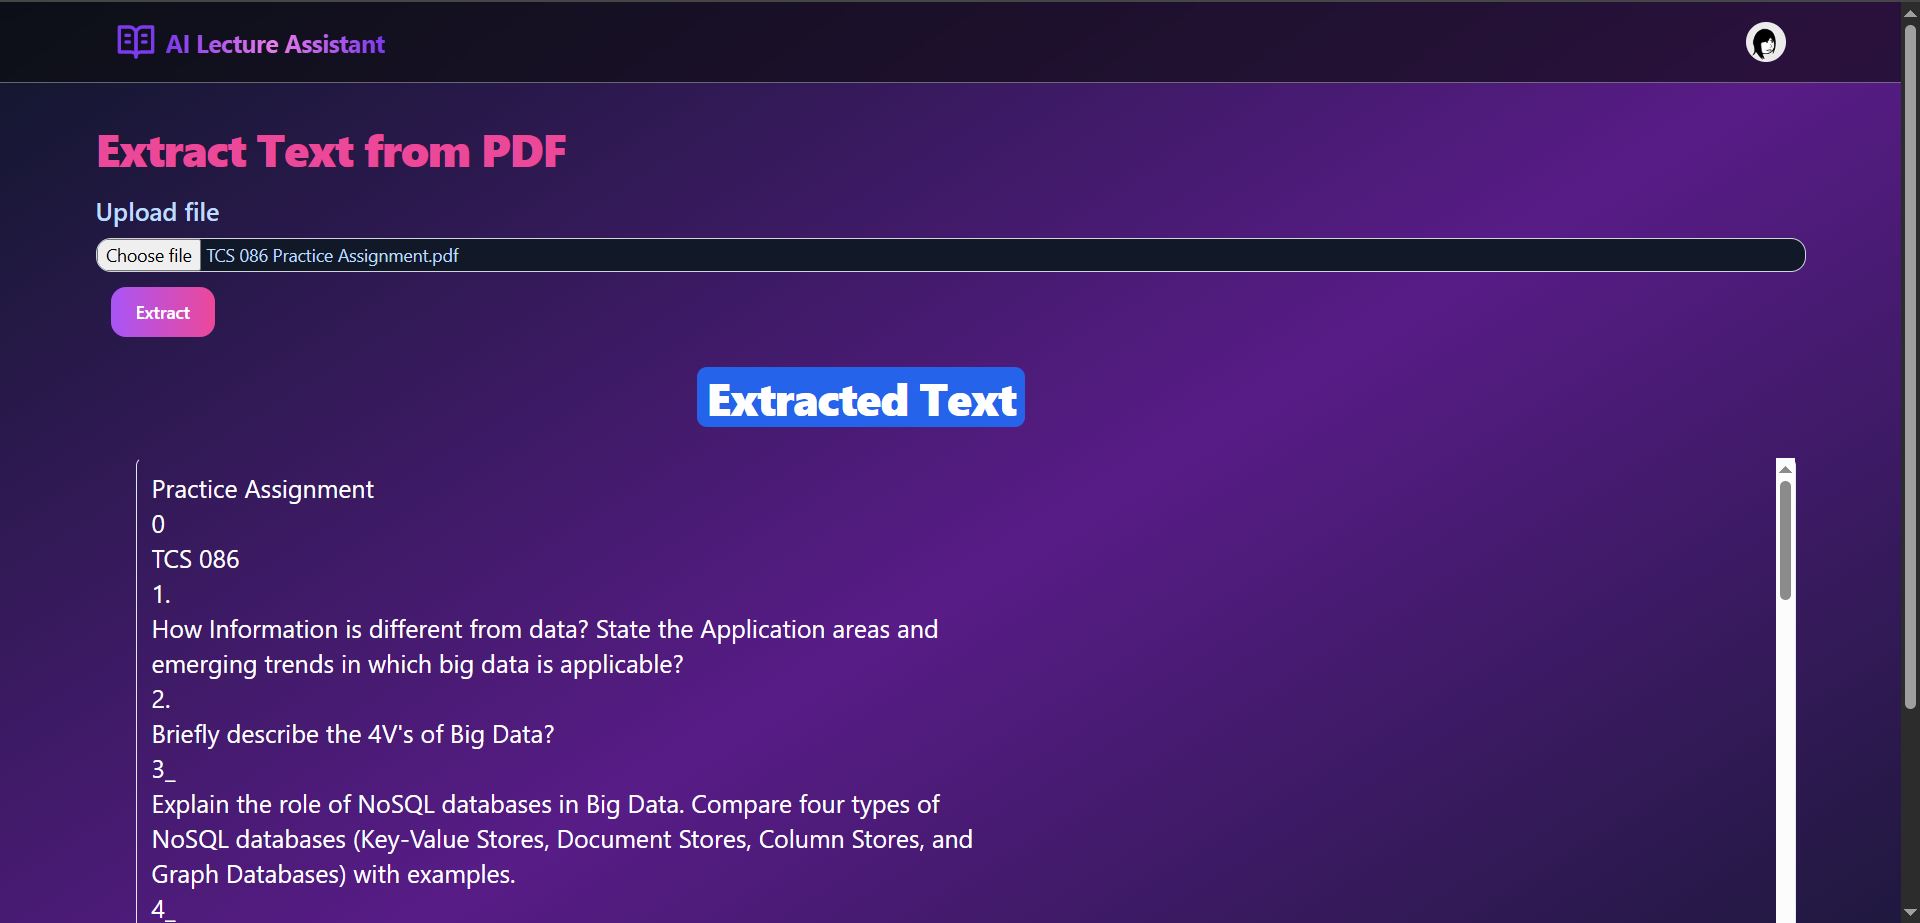 AI Lecture Assistant
Extract Text from PDF
Upload file
Choose file TCS 086 Practice Assignment.pdf
Extract
Extracted Text
Practice Assignment
0
TCS 086
1.
How Information is different from data? State the Application areas and
emerging trends in which big data is applicable?
2.
Briefly describe the 4V's of Big Data?
3_
Explain the role of NoSQL databases in Big Data. Compare four types of
NoSQL databases (Key-Value Stores, Document Stores, Column Stores, and
Graph Databases) with examples.
4_